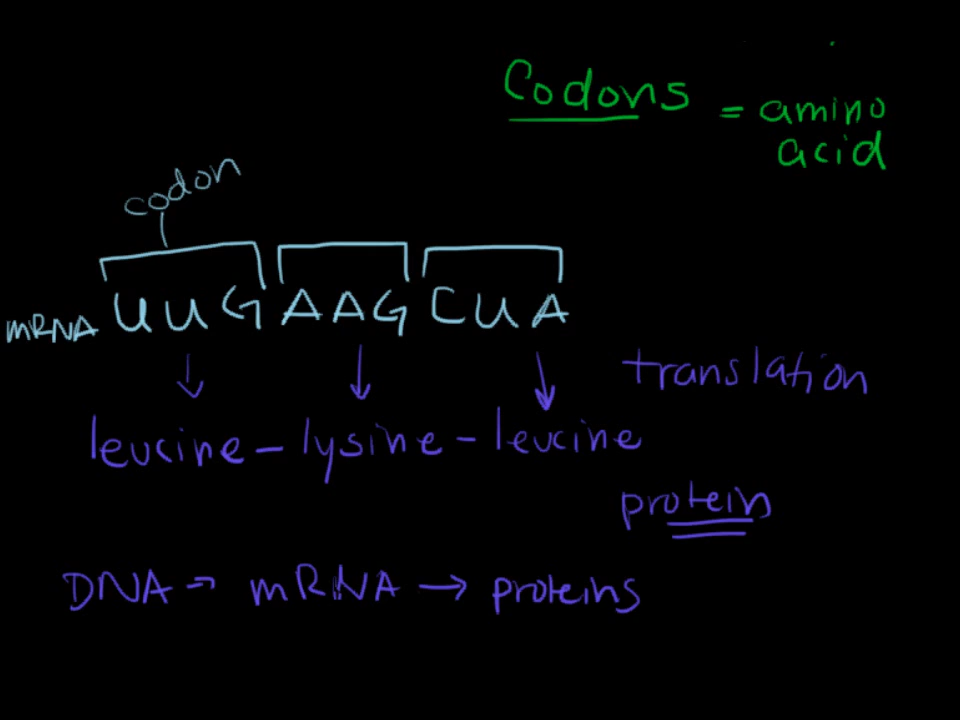 Codons = amino
acid
codon
mRNA UUG AAG CUA
translation
leucine - lysine - leucine
protein
DNA → mRNA → proteins